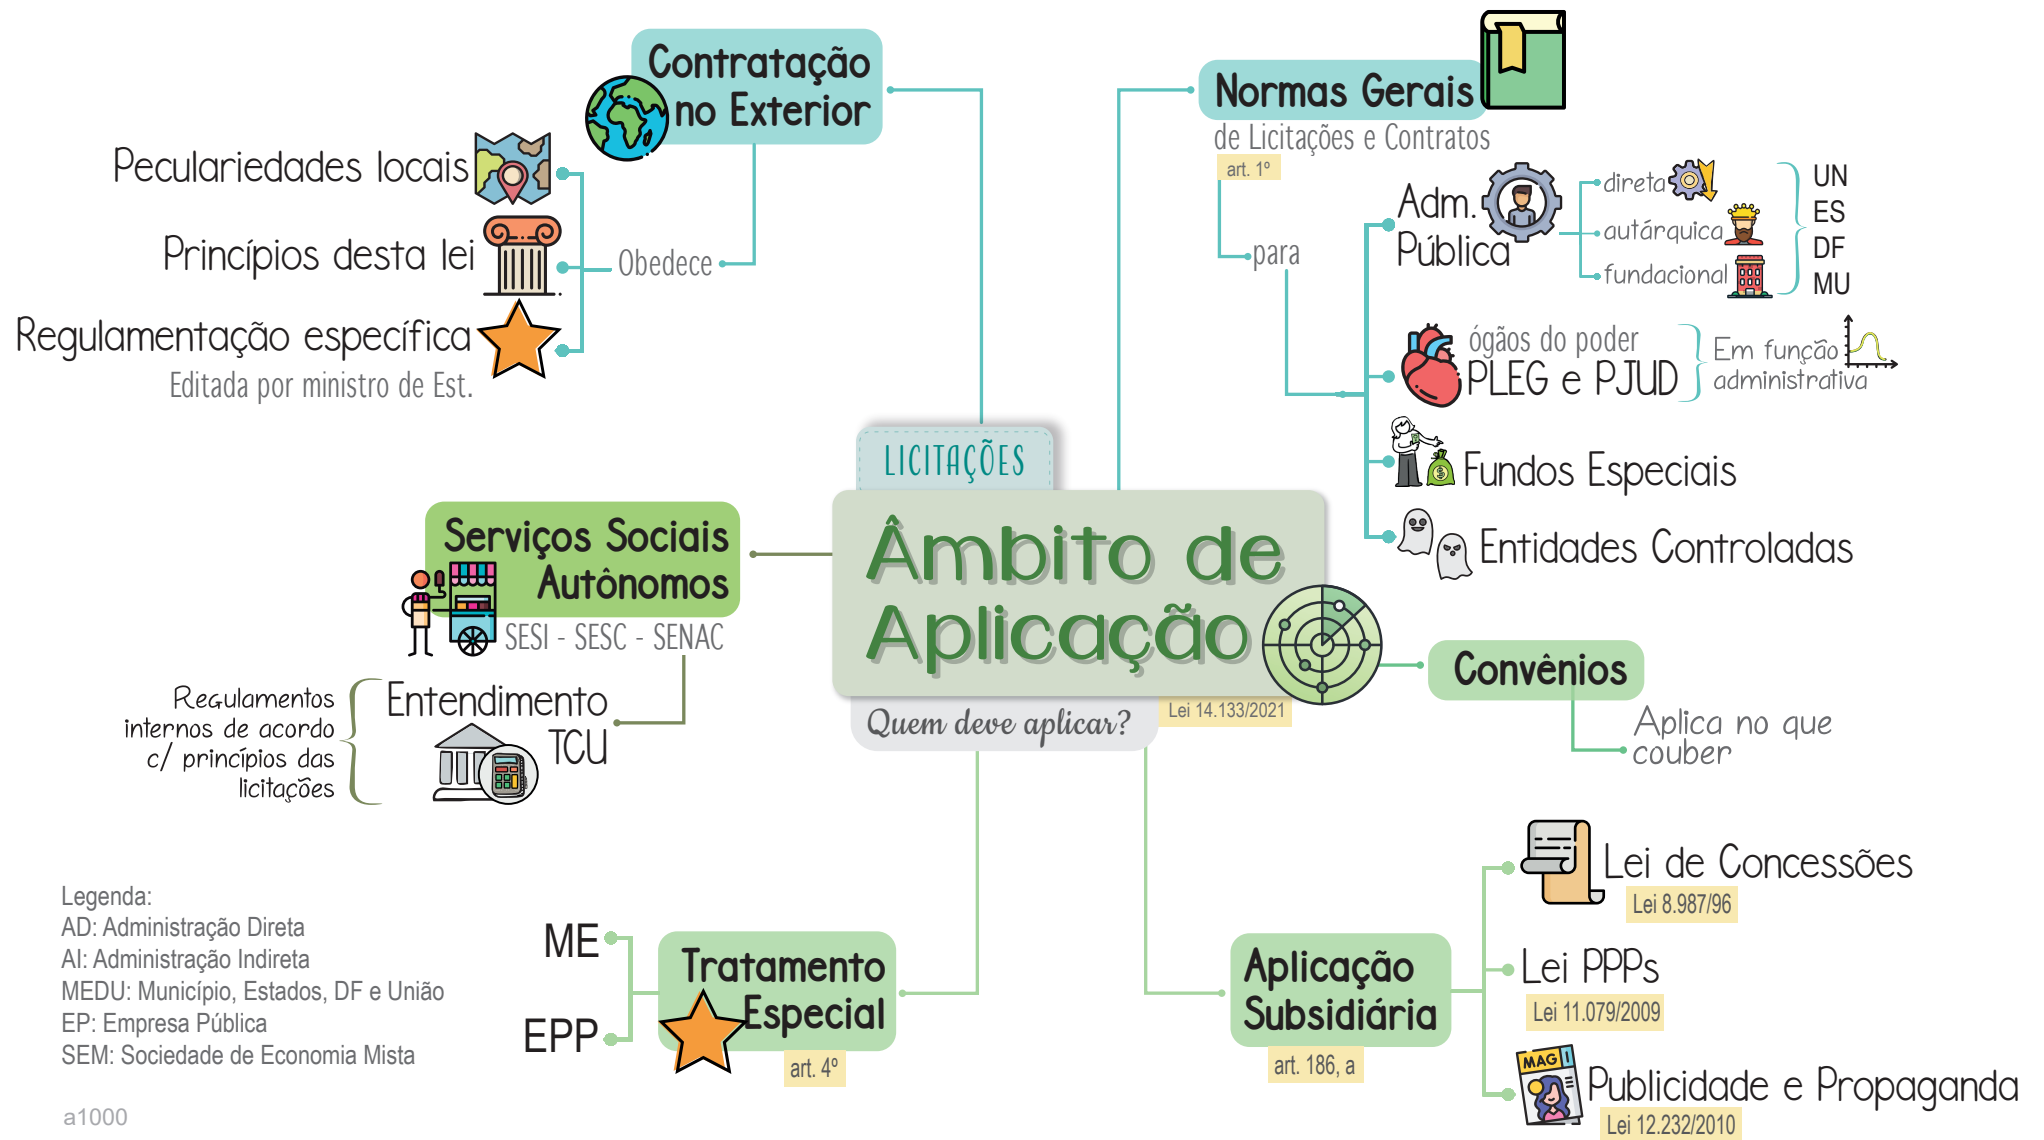 LICITAÇÕES
Âmbito de
Aplicação
Quem deve aplicar?
Lei 14.133/2021
Contratação
no Exterior
Obedece
Peculariedades locais
Princípios desta lei
Regulamentação específica
Editada por ministro de Est.
Normas Gerais
de Licitações e Contratos
art. 1º
para
Adm.
Pública
direta
autárquica
fundacional
UN
ES
DF
MU
ógãos do poder
PLEG e PJUD
Em função
administrativa
Fundos Especiais
Entidades Controladas
Serviços Sociais
Autônomos
SESI - SESC - SENAC
Entendimento
TCU
Regulamentos
internos de acordo
c/ princípios das
licitações
Convênios
Aplica no que
couber
Aplicação
Subsidiária
art. 186, a
Lei de Concessões
Lei 8.987/96
Lei PPPs
Lei 11.079/2009
MAG
Publicidade e Propaganda
Lei 12.232/2010
Tratamento
Especial
art. 4º
ME
EPP
Legenda:
AD: Administração Direta
AI: Administração Indireta
MEDU: Município, Estados, DF e União
EP: Empresa Pública
SEM: Sociedade de Economia Mista
a1000